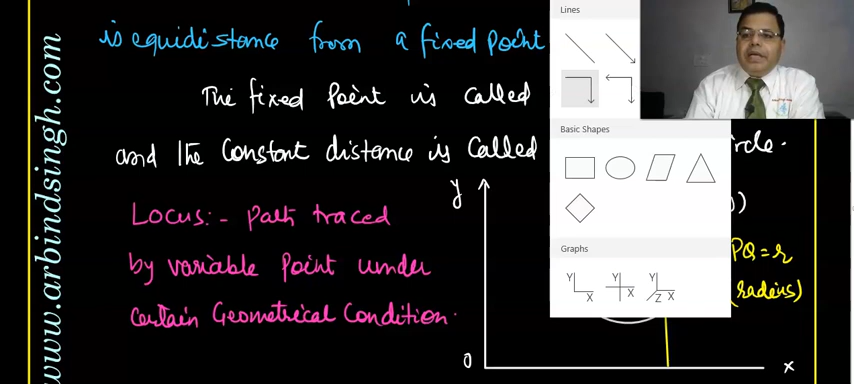 is equidistance from a fixed point
The fixed Point is called
and the Constant distance is Called
rcle.
Locus:- Path traced
by variable Point under
certain Geometrical Condition.
y
0
x
)
PQ=r
(radius)
Lines
Basic Shapes
Graphs
Y
X
Y
X
Y
Z X
www.arbindsingh.com